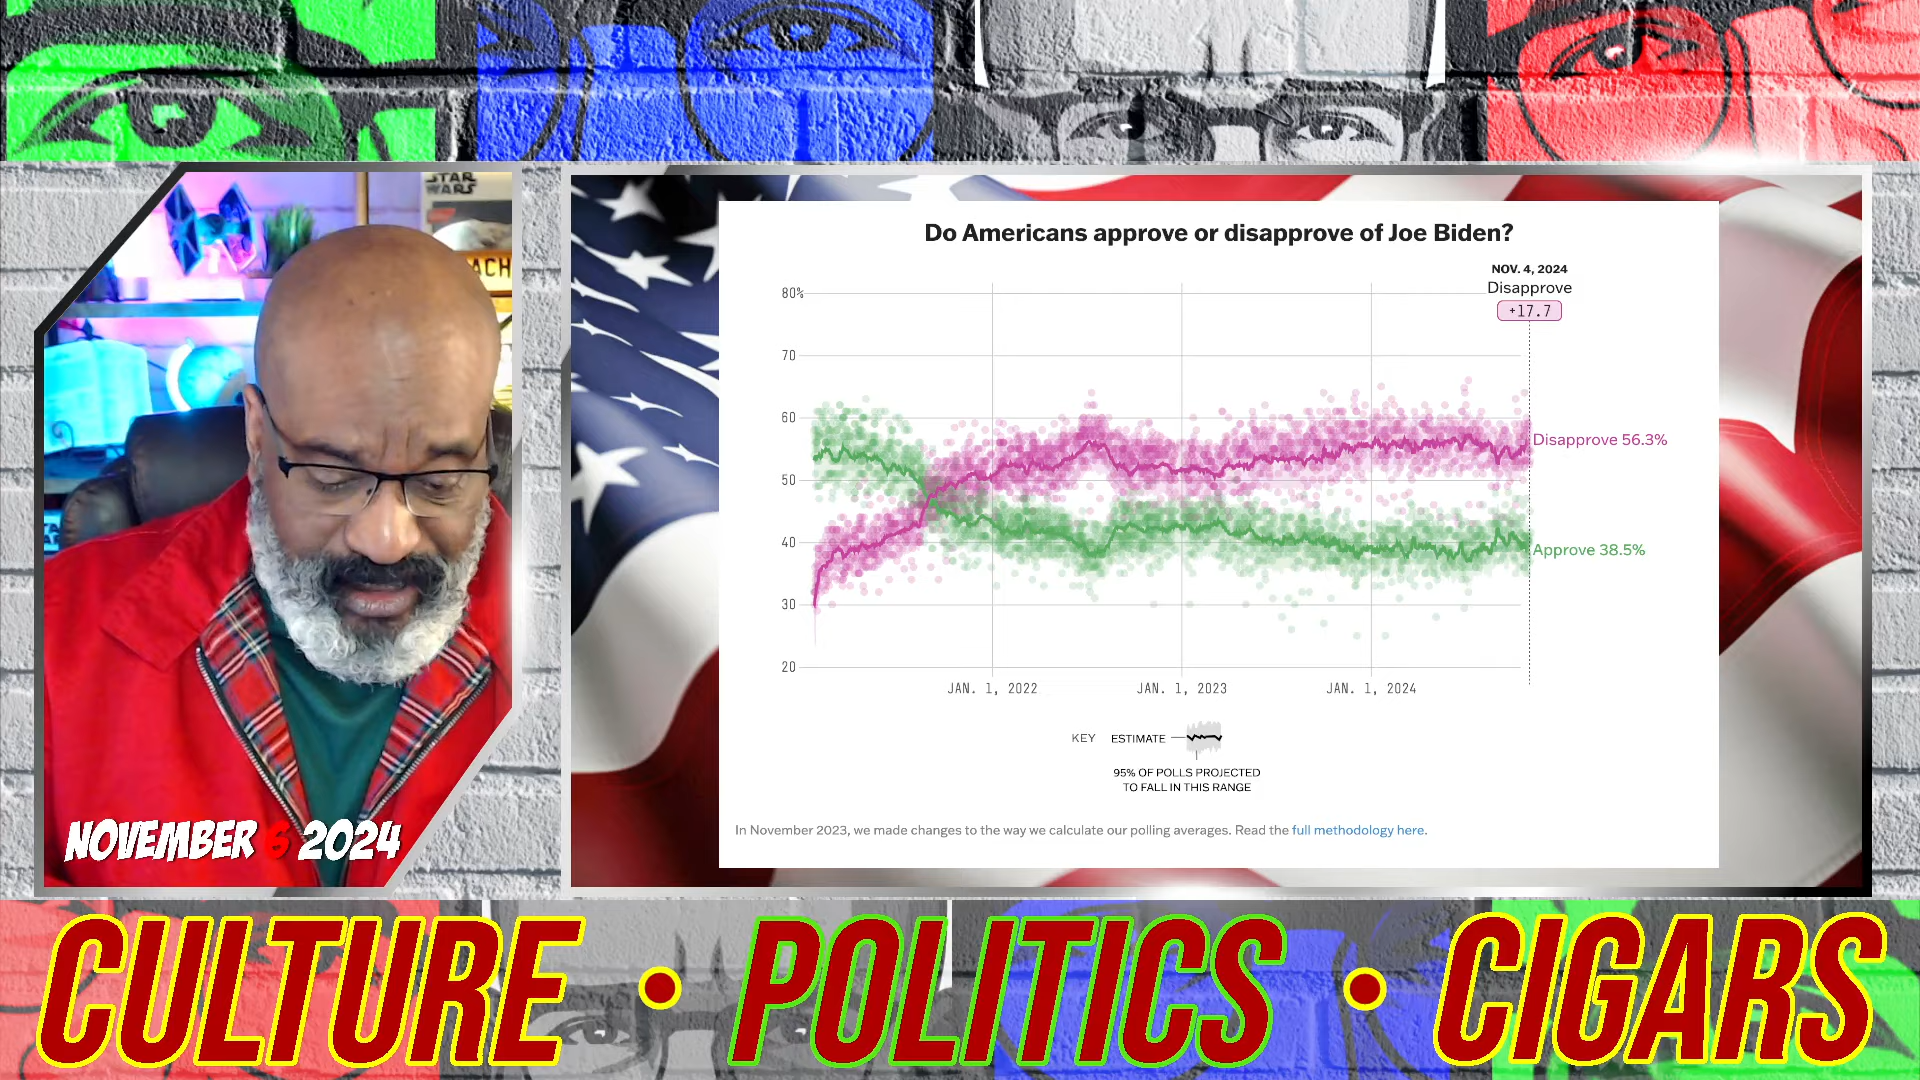 STAR
WARS
ACH
NOVEMBER 6 2024
Do Americans approve or disapprove of Joe Biden?
NOV. 4, 2024
Disapprove
+17.7
80%
70
60
50
40
30
20
Disapprove 56.3%
Approve 38.5%
JAN. 1, 2022
JAN. 1, 2023
JAN. 1, 2024
KEY ESTIMATE
95% OF POLLS PROJECTED
TO FALL IN THIS RANGE
In November 2023, we made changes to the way we calculate our polling averages. Read the full methodology here.
CULTURE • POLITICS • CIGARS